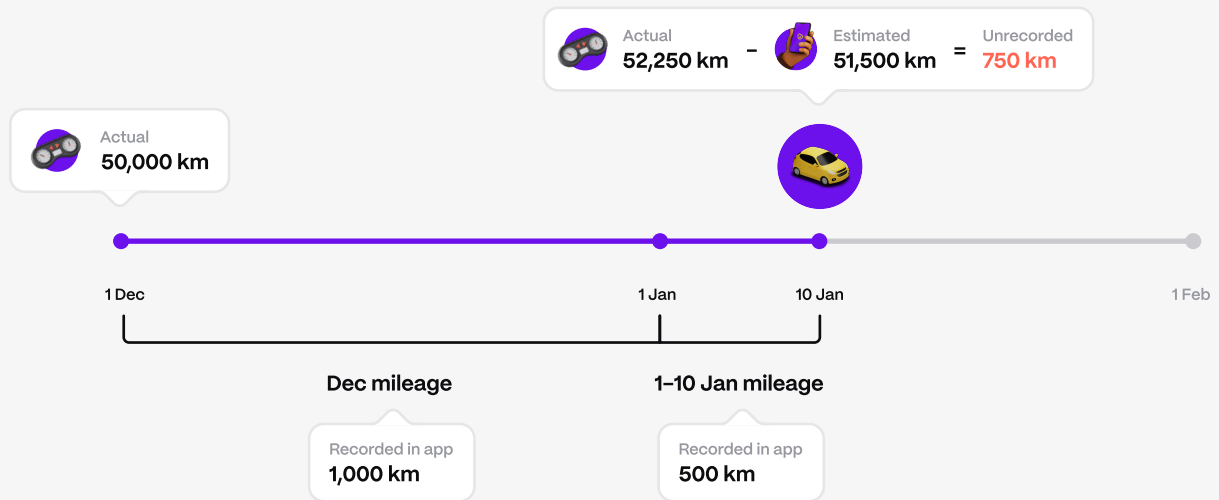 Actual
52,250 km
-
Estimated
51,500 km
=
Unrecorded
750 km
Actual
50,000 km
1 Dec
1 Jan
10 Jan
1 Feb
Dec mileage
1–10 Jan mileage
Recorded in app
1,000 km
Recorded in app
500 km